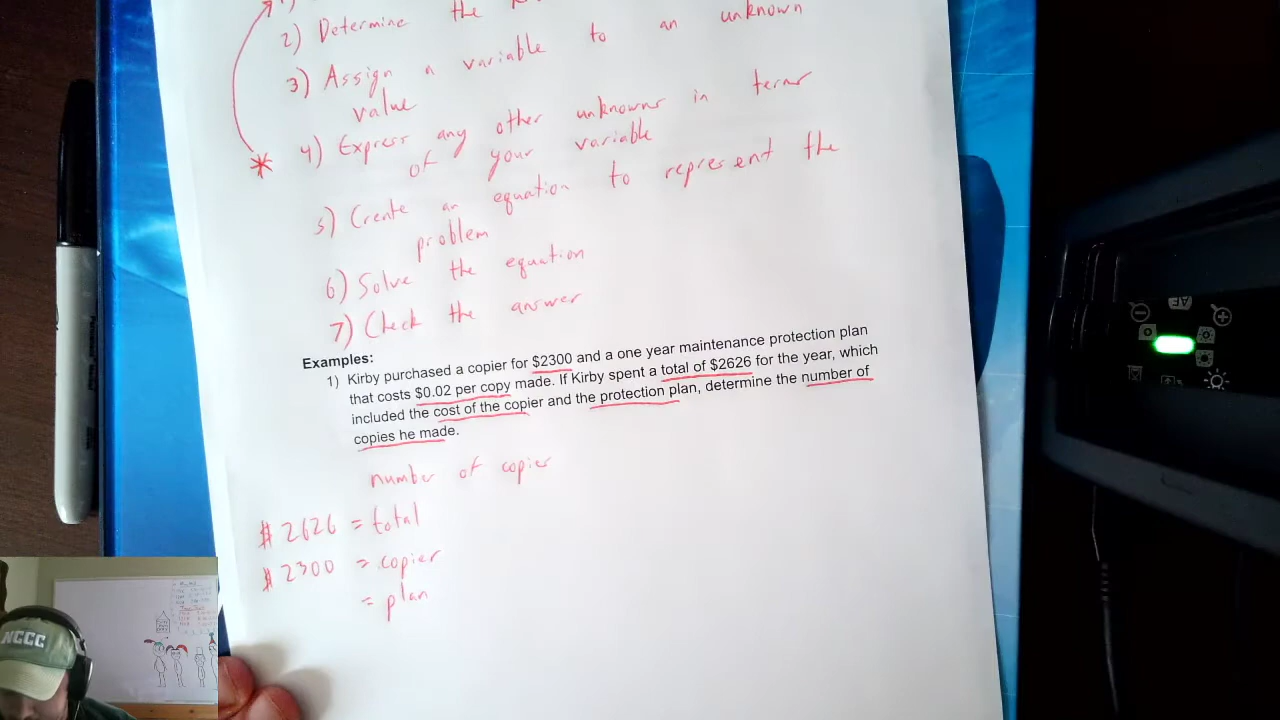 2) Determine the
3) Assign a variable to an unknown
value
4) Express any other unknowns in terms
of your variable
5) Create an equation to represent the
problem
6) Solve the equation
7) Check the answer
Examples:
1) Kirby purchased a copier for $2300 and a one year maintenance protection plan
that costs $0.02 per copy made. If Kirby spent a total of $2626 for the year, which
included the cost of the copier and the protection plan, determine the number of
copies he made.
number of copies
$2626 = total
$2300 = copier
= plan
NCCC
AF